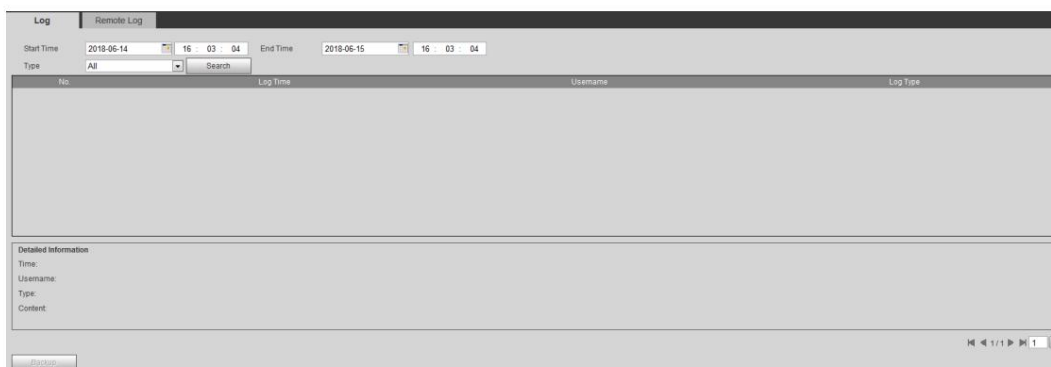 Log Remote Log
Start Time 2018-06-14 16 : 03 : 04 End Time 2018-06-15 16 : 03 : 04
Type All Search
No. Log Time Username Log Type
Detailed Information
Time:
Username:
Type:
Content:
1/1 1
Backup